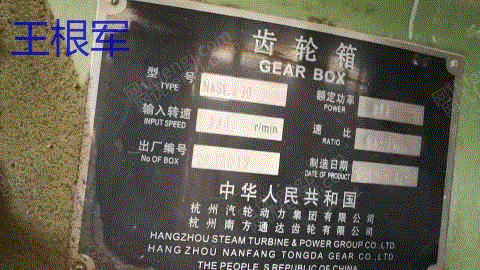 王根军
齿轮箱
GEAR BOX
型号
TYPE
额定功率
POWER
输入转速
INPUT SPEED
r/min
速比
RATIO
出厂编号
No OF BOX
制造日期
DATE OF PRODUCT
中华人民共和国
杭州汽轮动力集团有限公司
杭州南方通达齿轮有限公司
HANGZHOU STEAM TURBINE & POWER GROUP CO.,LTD.
HANG ZHOU NANFANG TONGDA GEAR CO.,LTD.
THE PEOPLE,S REPUBLIC OF CHINA